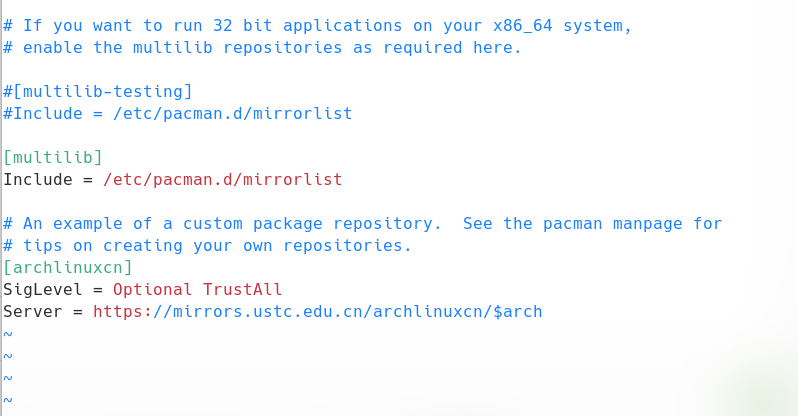 # If you want to run 32 bit applications on your x86_64 system,
# enable the multilib repositories as required here.
#[multilib-testing]
#Include = /etc/pacman.d/mirrorlist
[multilib]
Include = /etc/pacman.d/mirrorlist
# An example of a custom package repository.  See the pacman manpage for
# tips on creating your own repositories.
[archlinuxcn]
SigLevel = Optional TrustAll
Server = https://mirrors.ustc.edu.cn/archlinuxcn/$arch
~
~
~
~